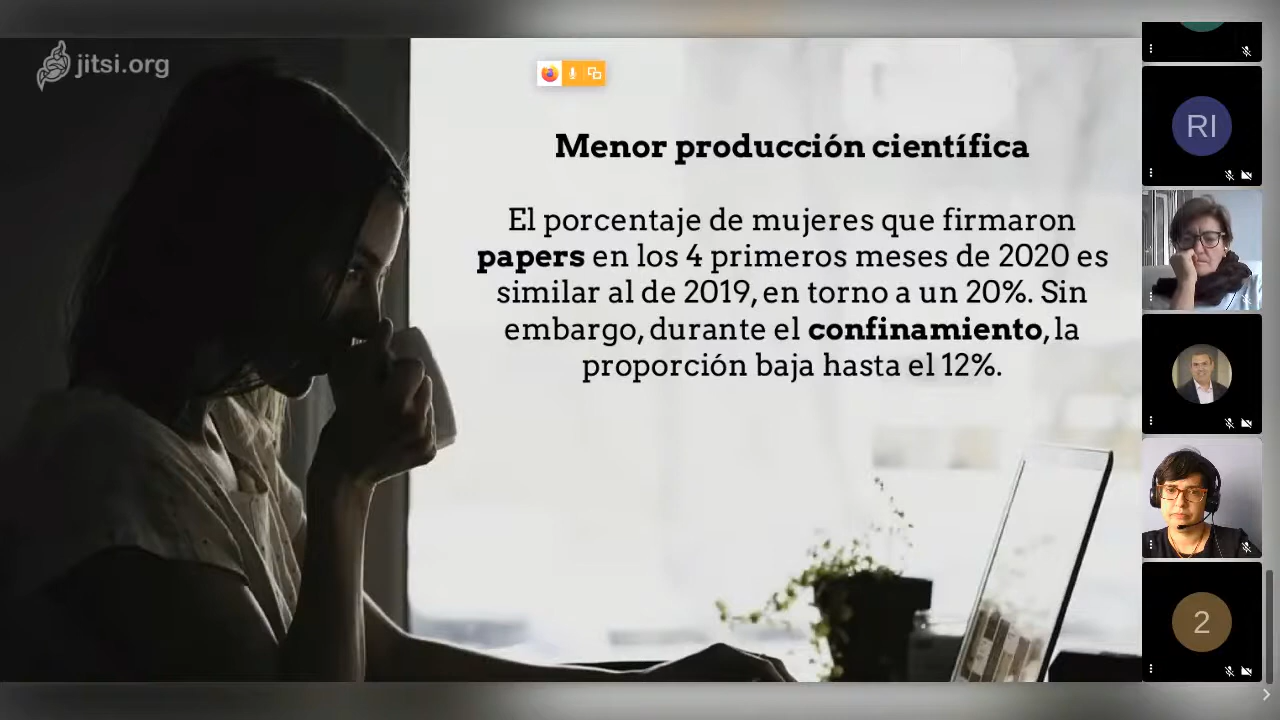 jitsi.org
Menor producción científica
El porcentaje de mujeres que firmaron
papers en los 4 primeros meses de 2020 es
similar al de 2019, en torno a un 20%. Sin
embargo, durante el confinamiento, la
proporción baja hasta el 12%.
RI
2